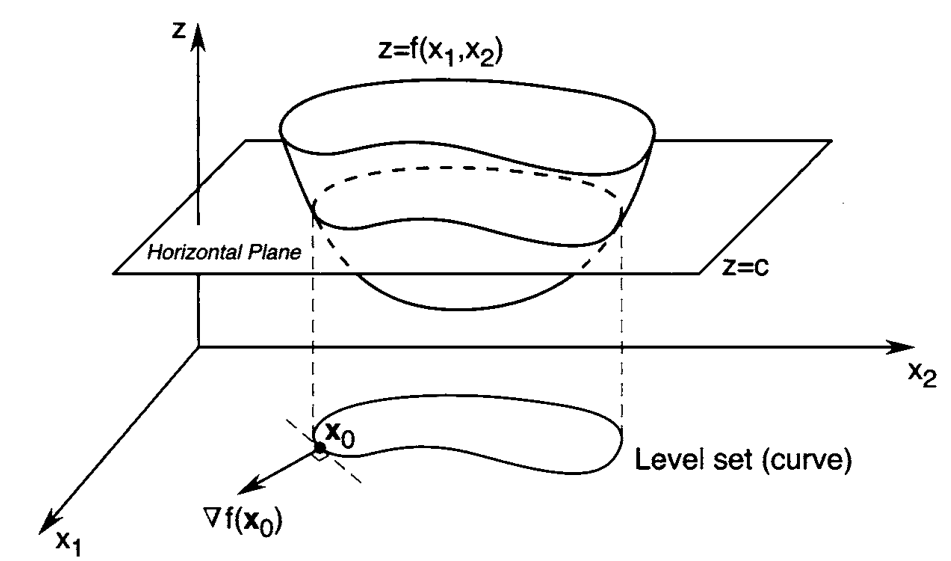 z
z=f(x₁,x₂)
Horizontal Plane
z=c
x₂
x₀
Level set (curve)
∇f(x₀)
x₁